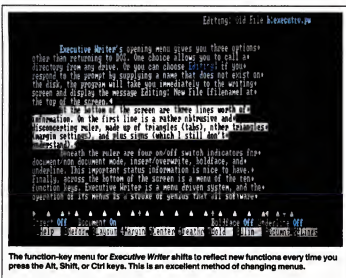 Editing: Old File b:execwtrv.pw
Executive Writer's opening menu gives you three options
other than returning to DOS. One choice allows you to call a
directory from any drive. Or you can choose Editing; if you
respond to the prompt by supplying a name that does not exist on
the disk, the program will take you immediately to the writing
screen and display the message Editing: New File (filename) at
the top of the screen.
At the bottom of the screen are three lines worth of
information. On the first line is a rather obtrusive and
disconcerting ruler, made up of triangles (tabs), other triangles
(margin settings), and plus signs (which I still don't
understand).
Beneath the ruler are four on/off switch indicators for
document/non document mode, insert/overwrite, boldface, and
underline. This important status information is nice to have.
Finally, across the bottom of the screen is a menu of the ten
function keys. Executive Writer is a menu driven system, and the
operation of its menus is a stroke of genius that all software
Insert Off Document On Boldface Off Underline Off
1Help
The function-key menu for Executive Writer shifts to reflect new functions every time you
press the Alt, Shift, or Ctrl keys. This is an excellent method of changing menus.